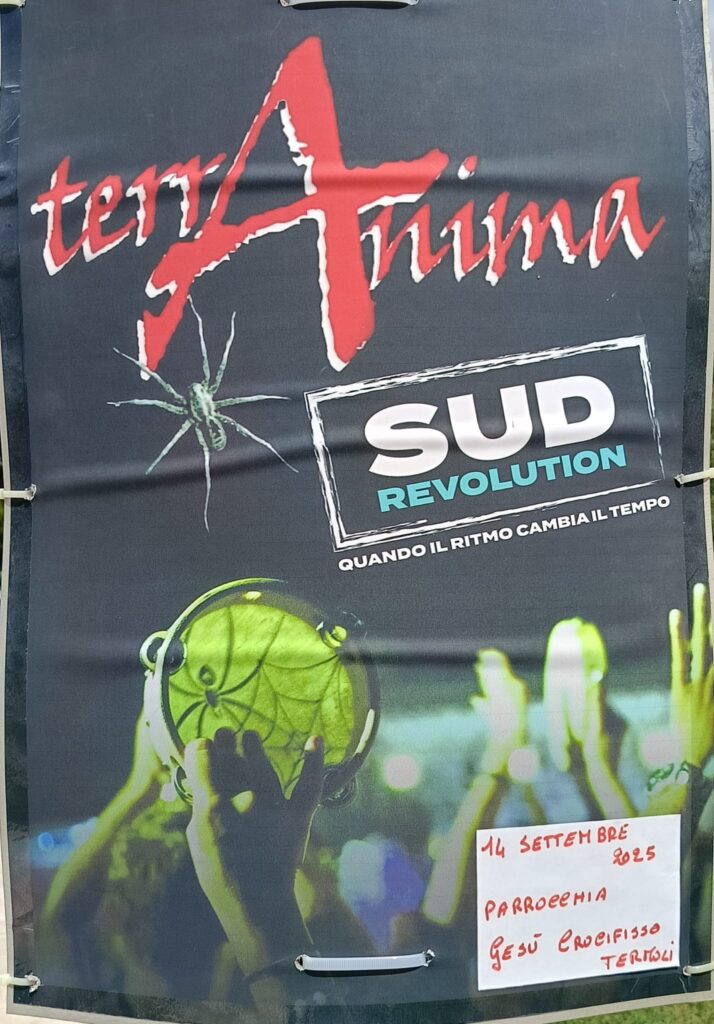 terrAnima
SUD
REVOLUTION
QUANDO IL RITMO CAMBIA IL TEMPO
14 SETTEMBRE
2025
PARROCCHIA
GESÙ CROCIFISSO
TERMOLI